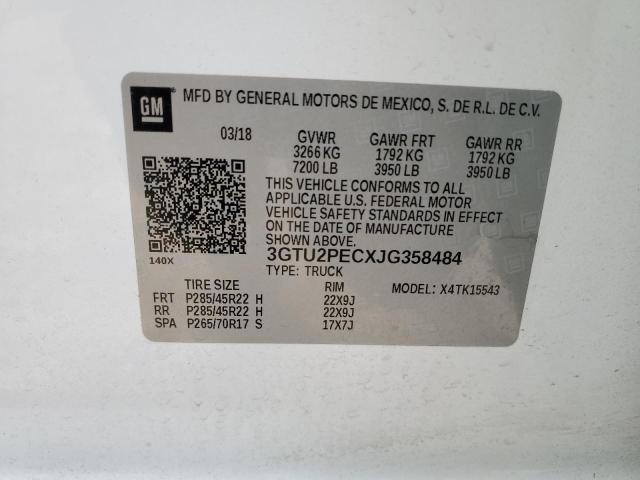 GM
MFD BY GENERAL MOTORS DE MEXICO, S. DE R.L. DE C.V.
03/18 GVWR GAWR FRT GAWR RR
3266 KG 1792 KG 1792 KG
7200 LB 3950 LB 3950 LB
THIS VEHICLE CONFORMS TO ALL
APPLICABLE U.S. FEDERAL MOTOR
VEHICLE SAFETY STANDARDS IN EFFECT
ON THE DATE OF MANUFACTURE
SHOWN ABOVE.
140X
3GTU2PECXJG358484
TYPE: TRUCK
TIRE SIZE RIM MODEL: X4TK15543
FRT P285/45R22 H 22X9J
RR P285/45R22 H 22X9J
SPA P265/70R17 S 17X7J